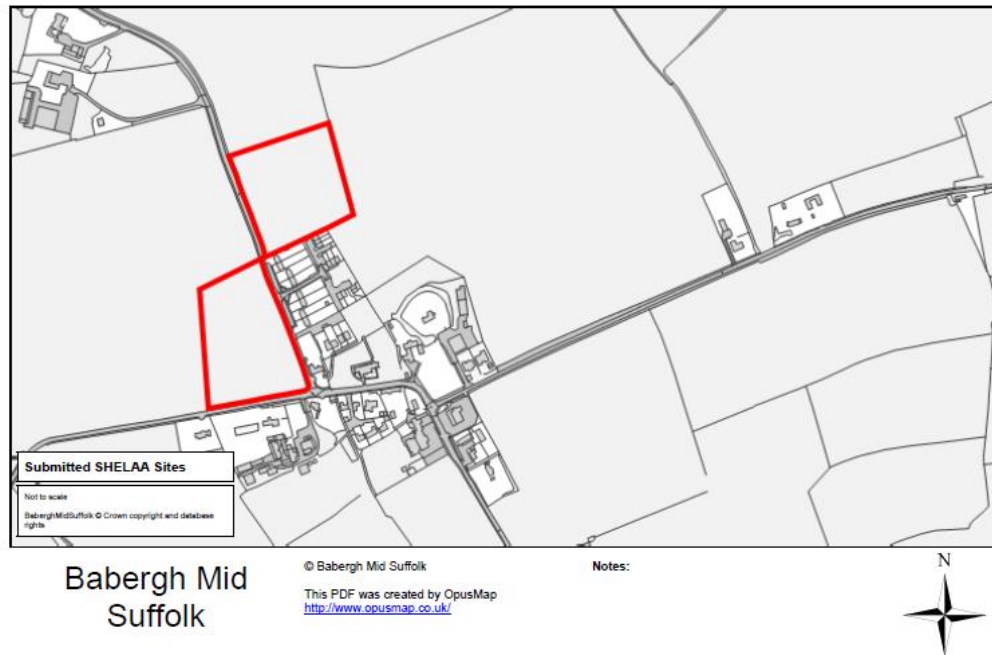 Submitted SHELAA Sites
Not to scale
BaberghMidSuffolk © Crown copyright and database
rights
Babergh Mid
Suffolk
© Babergh Mid Suffolk
This PDF was created by OpusMap
http://www.opusmap.co.uk/
Notes:
N